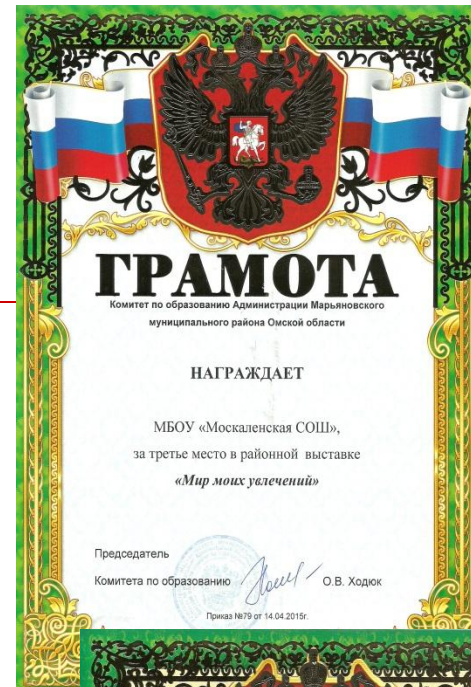 ГРАМОТА
Комитет по образованию Администрации Марьяновского
муниципального района Омской области
НАГРАЖДАЕТ
МБОУ «Москаленская СОШ»,
за третье место в районной выставке
«Мир моих увлечений»
Председатель
Комитета по образованию О.В. Ходюк
Приказ №79 от 14.04.2015г.